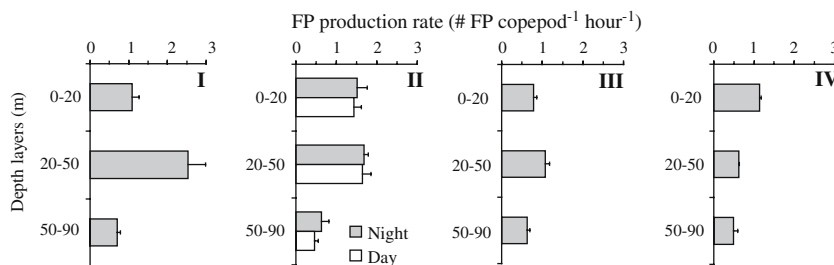 FP production rate (# FP copepod⁻¹ hour⁻¹)
0 1 2 3 0 1 2 3 0 1 2 3 0 1 2 3
I II III IV
0-20 0-20 0-20 0-20
Depth layers (m)
20-50 20-50 20-50 20-50
50-90 50-90 50-90 50-90
Night
Day